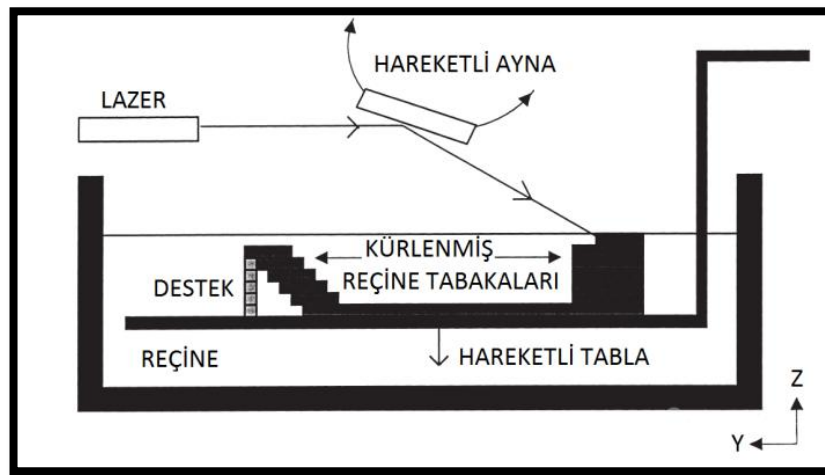 HAREKETLİ AYNA
LAZER
KÜRLENMİŞ
REÇİNE TABAKALARI
DESTEK
REÇİNE
HAREKETLİ TABLA
Z
Y